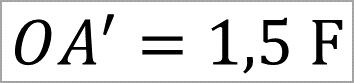 OA′ = 1,5 F